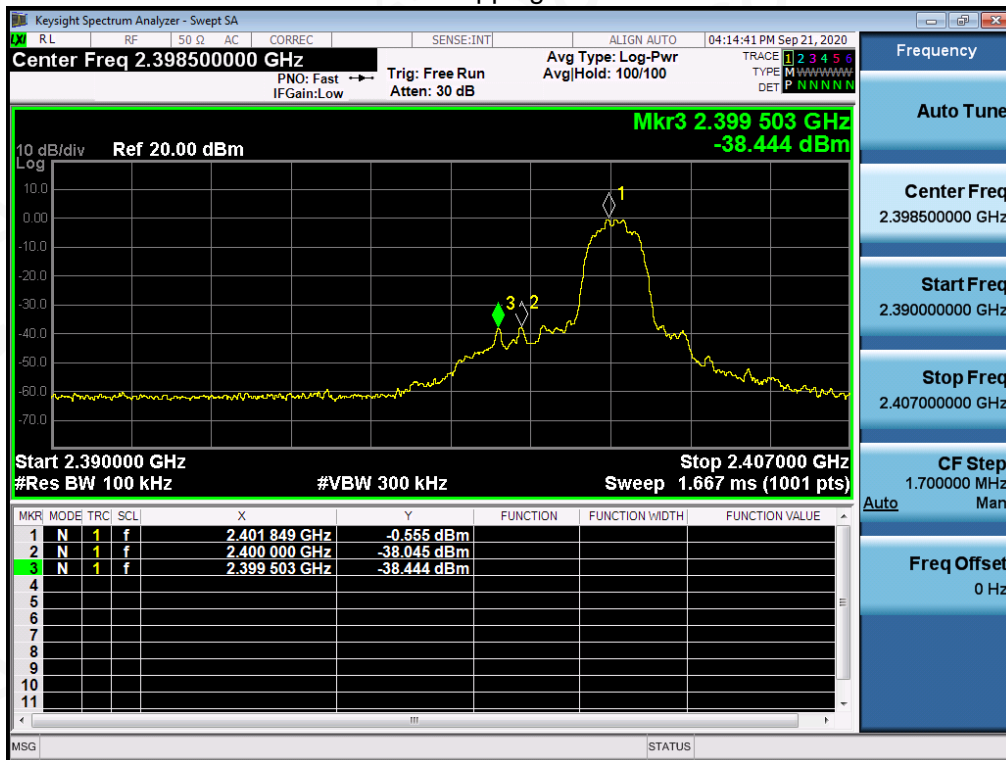 pping
Keysight Spectrum Analyzer - Swept SA
LXI RL RF 50 Ω AC CORREC SENSE:INT ALIGN AUTO 04:14:41 PM Sep 21, 2020
Center Freq 2.398500000 GHz
PNO: Fast
IFGain:Low
Trig: Free Run
Atten: 30 dB
Avg Type: Log-Pwr
Avg|Hold: 100/100
TRACE 1 2 3 4 5 6
TYPE M WWWWW
DET P N N N N N
Mkr3 2.399 503 GHz
-38.444 dBm
10 dB/div Ref 20.00 dBm
Log
10.0
0.00
-10.0
-20.0
-30.0
-40.0
-50.0
-60.0
-70.0
1
3 2
Start 2.390000 GHz Stop 2.407000 GHz
#Res BW 100 kHz #VBW 300 kHz Sweep 1.667 ms (1001 pts)
MKR MODE TRC SCL X Y FUNCTION FUNCTION WIDTH FUNCTION VALUE
1 N 1 f 2.401 849 GHz -0.555 dBm
2 N 1 f 2.400 000 GHz -38.045 dBm
3 N 1 f 2.399 503 GHz -38.444 dBm
4
5
6
7
8
9
10
11
MSG STATUS
Frequency
Auto Tune
Center Freq
2.398500000 GHz
Start Freq
2.390000000 GHz
Stop Freq
2.407000000 GHz
CF Step
1.700000 MHz
Auto Man
Freq Offset
0 Hz